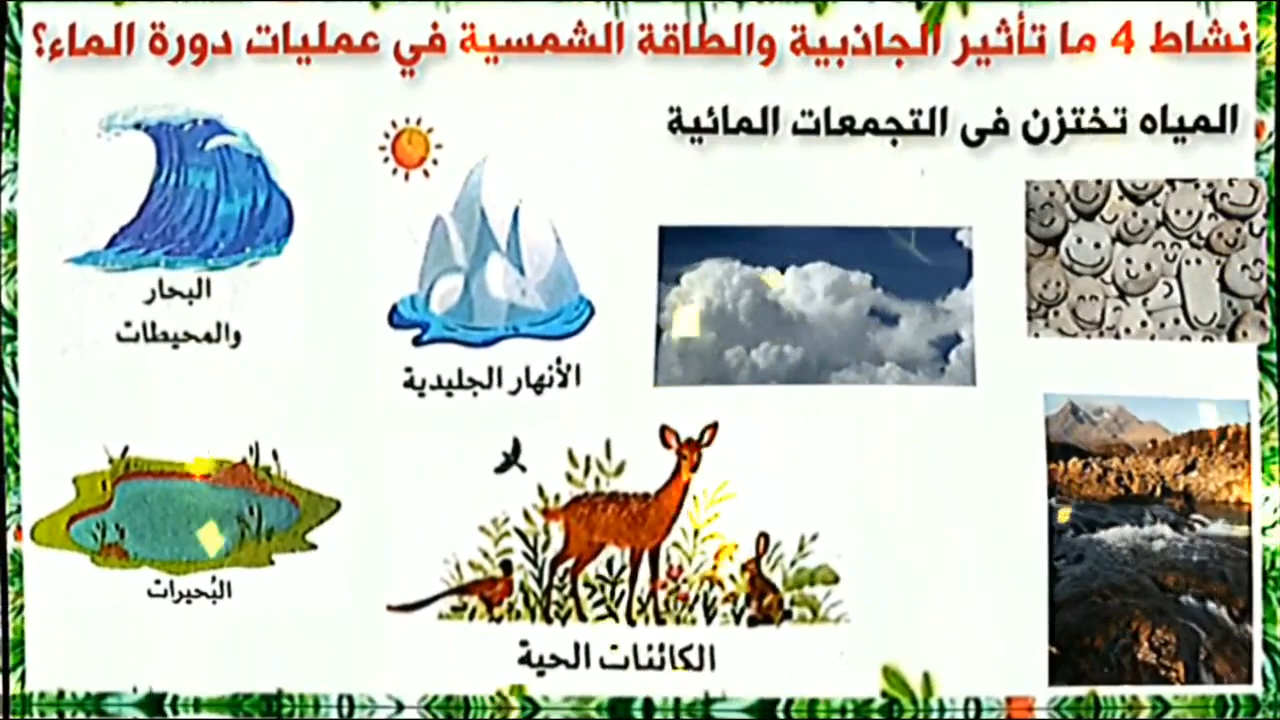 نشاط 4 ما تأثير الجاذبية والطاقة الشمسية في عمليات دورة الماء؟
المياه تختزن فى التجمعات المائية
البحار
والمحيطات
الأنهار الجليدية
البُحيرات
الكائنات الحية